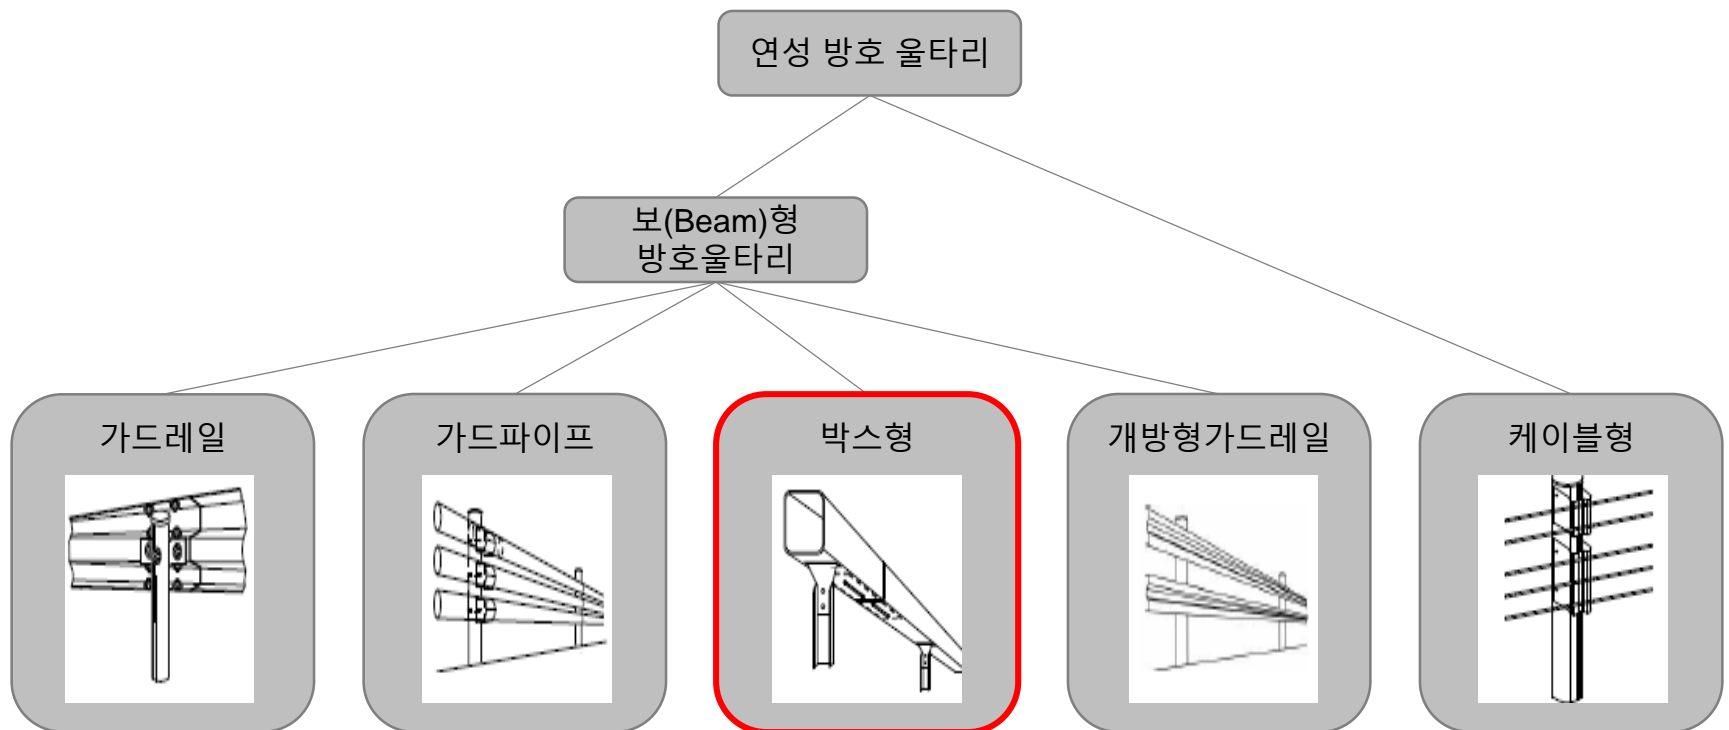 연성 방호 울타리
보(Beam)형
방호울타리
가드레일
가드파이프
박스형
개방형가드레일
케이블형